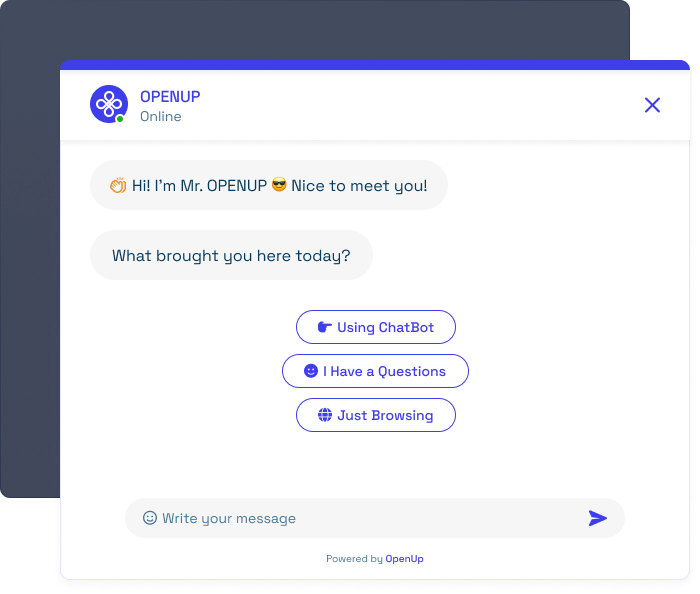 OPENUP
Online
👏 Hi! I'm Mr. OPENUP 😎 Nice to meet you!
What brought you here today?
Using ChatBot
I Have a Questions
Just Browsing
Write your message
Powered by OpenUp